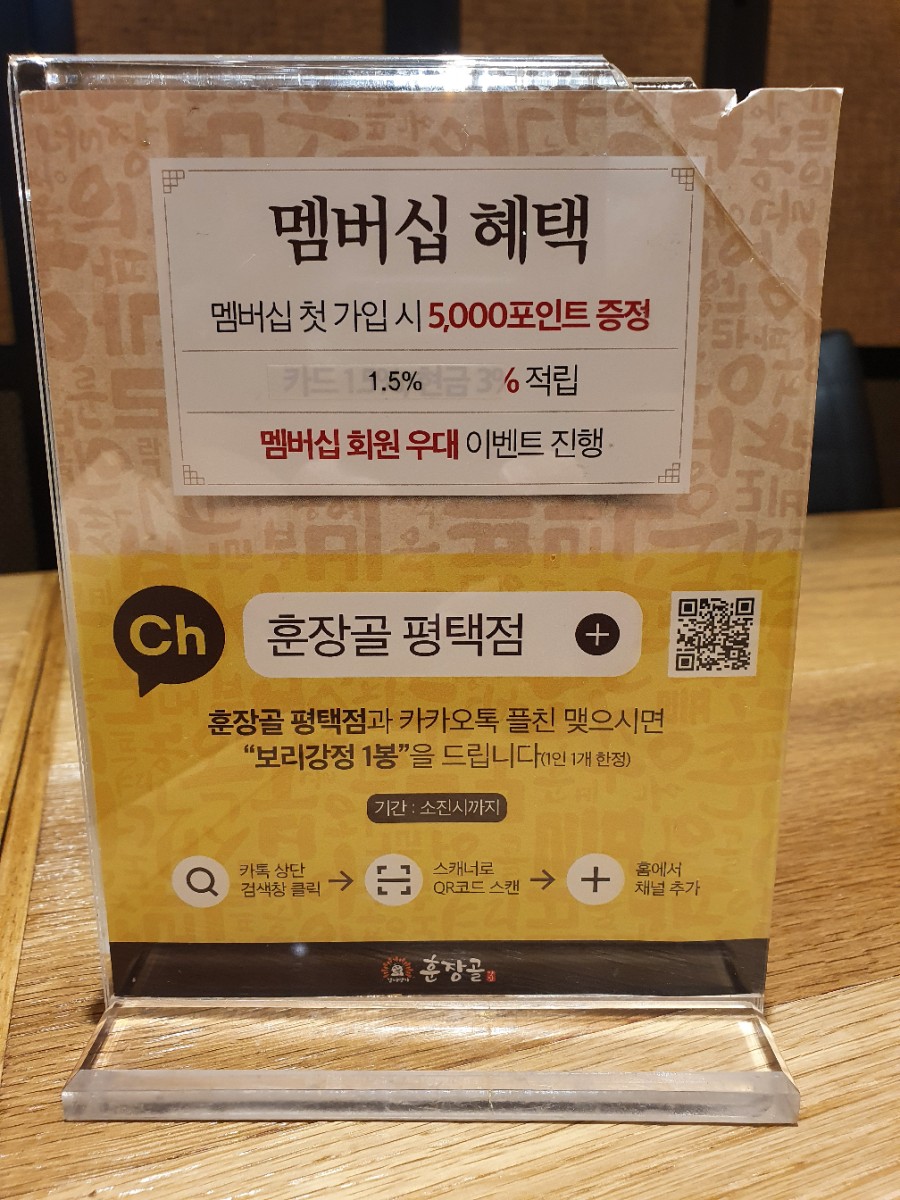 멤버십 혜택
멤버십 첫 가입 시 5,000포인트 증정
1.5% % 적립
멤버십 회원 우대 이벤트 진행
Ch 훈장골 평택점 +
훈장골 평택점과 카카오톡 플친 맺으시면
“보리강정 1봉”을 드립니다(1인 1개 한정)
기간 : 소진시까지
카톡 상단
검색창 클릭
스캐너로
QR코드 스캔
홈에서
채널 추가
훈장골